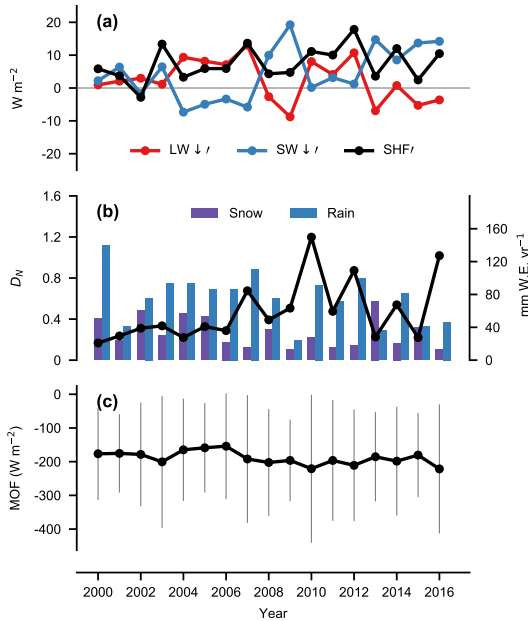 (a)
20
10
0
-10
-20
W m⁻²
LW ↓ ′ SW ↓ ′ SHF′
(b)
Snow Rain
1.6
1.2
0.8
0.4
0
D_N
160
120
80
40
0
mm W.E. yr⁻¹
(c)
0
-100
-200
-300
-400
MOF (W m⁻²)
2000 2002 2004 2006 2008 2010 2012 2014 2016
Year